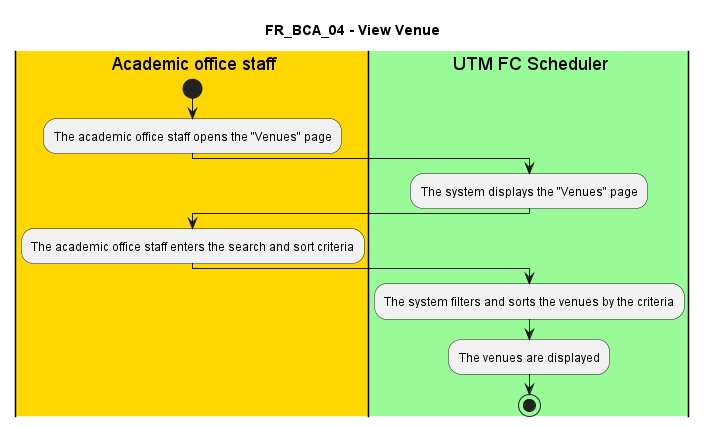 FR_BCA_04 - View Venue
Academic office staff
UTM FC Scheduler
The academic office staff opens the "Venues" page
The system displays the "Venues" page
The academic office staff enters the search and sort criteria
The system filters and sorts the venues by the criteria
The venues are displayed